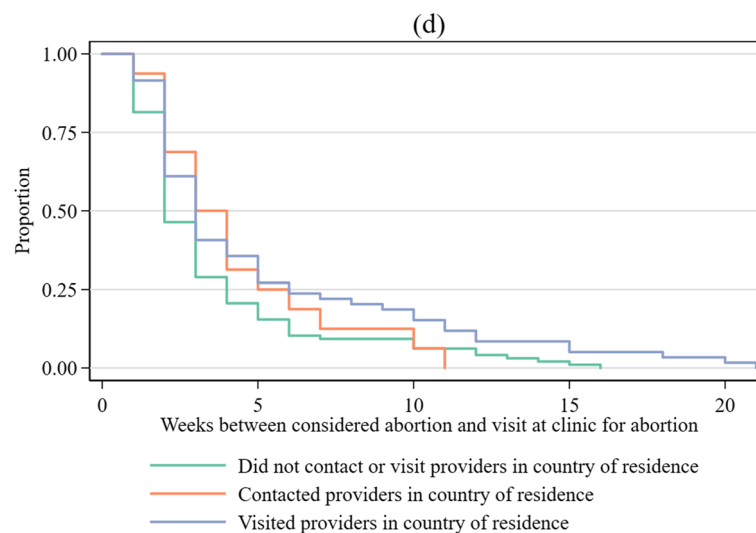 (d)
1.00
0.75
0.50
0.25
0.00
Proportion
0 5 10 15 20
Weeks between considered abortion and visit at clinic for abortion
Did not contact or visit providers in country of residence
Contacted providers in country of residence
Visited providers in country of residence